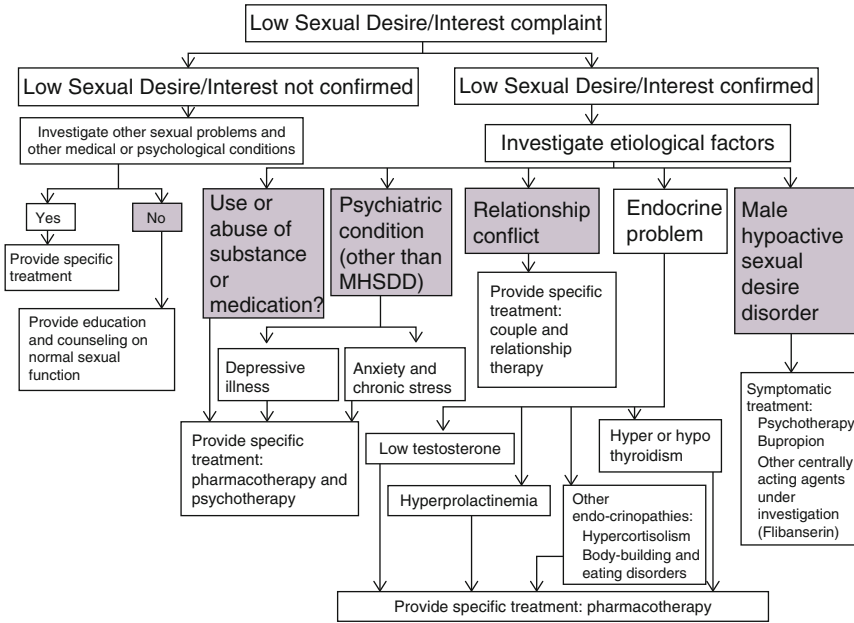 Low Sexual Desire/Interest complaint
Low Sexual Desire/Interest not confirmed
Low Sexual Desire/Interest confirmed
Investigate other sexual problems and
other medical or psychological conditions
Investigate etiological factors
Yes
No
Provide specific
treatment
Provide education
and counseling on
normal sexual
function
Use or
abuse of
substance
or
medication?
Psychiatric
condition
(other than
MHSDD)
Relationship
conflict
Endocrine
problem
Male
hypoactive
sexual
desire
disorder
Provide specific
treatment:
couple and
relationship
therapy
Depressive
illness
Anxiety and
chronic stress
Provide specific
treatment:
pharmacotherapy and
psychotherapy
Low testosterone
Hyper or hypo
thyroidism
Hyperprolactinemia
Other
endo-crinopathies:
Hypercortisolism
Body-building and
eating disorders
Symptomatic
treatment:
Psychotherapy
Bupropion
Other centrally
acting agents
under
investigation
(Flibanserin)
Provide specific treatment: pharmacotherapy